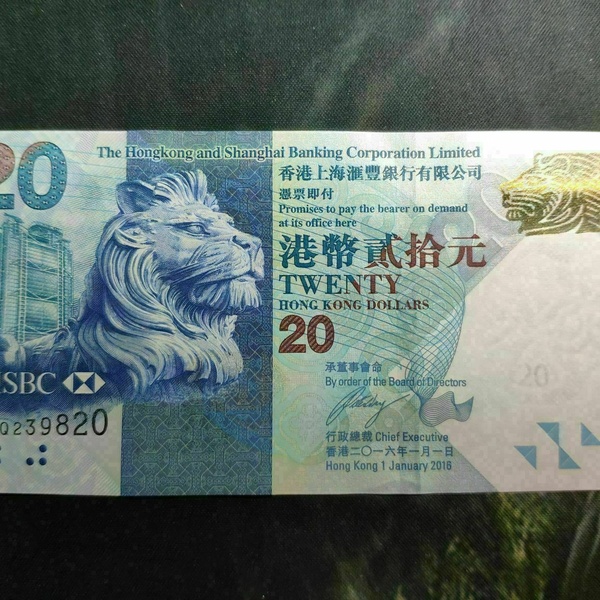 20
The Hongkong and Shanghai Banking Corporation Limited
香港上海滙豐銀行有限公司
憑票即付
Promises to pay the bearer on demand
at its office here
港幣貳拾元
TWENTY
HONG KONG DOLLARS
20
承董事會命
By order of the Board of Directors
行政總裁 Chief Executive
香港二〇一六年一月一日
Hong Kong 1 January 2016
HSBC
Q239820
20